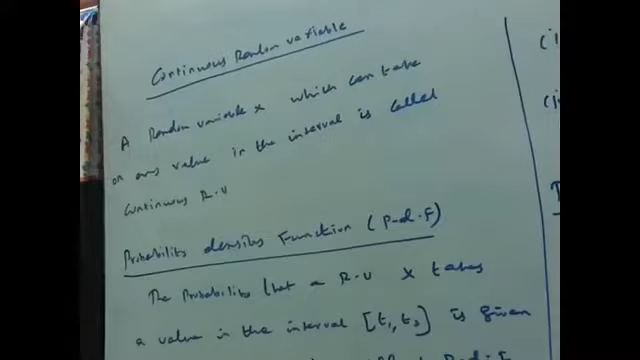 Continuous Random variable
A Random variable x which can take
on any value in the interval is called
continuous R.V
Probability density Function (P.d.F)
The Probability that a R.V X takes
a value in the interval [t₁, t₂] is given
P.d.F
(i